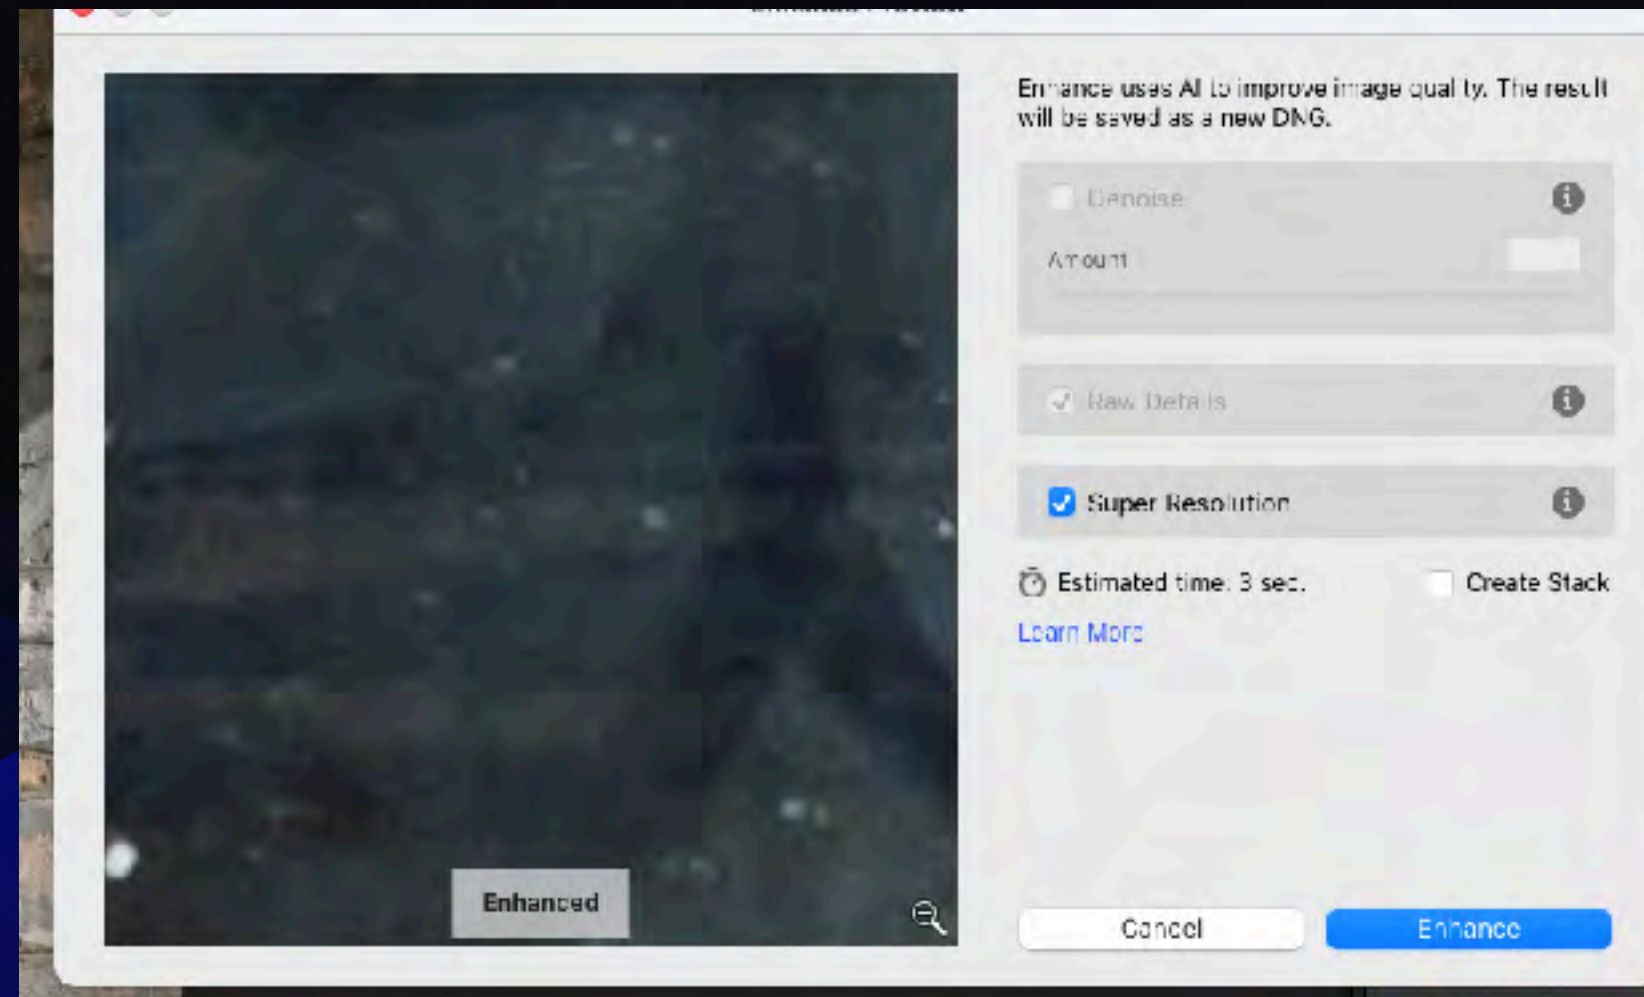 Enhance uses AI to improve image quality. The result
will be saved as a new DNG.
Denoise
Amount
Raw Details
Super Resolution
Estimated time: 3 sec.
Create Stack
Learn More
Enhanced
Cancel
Enhance